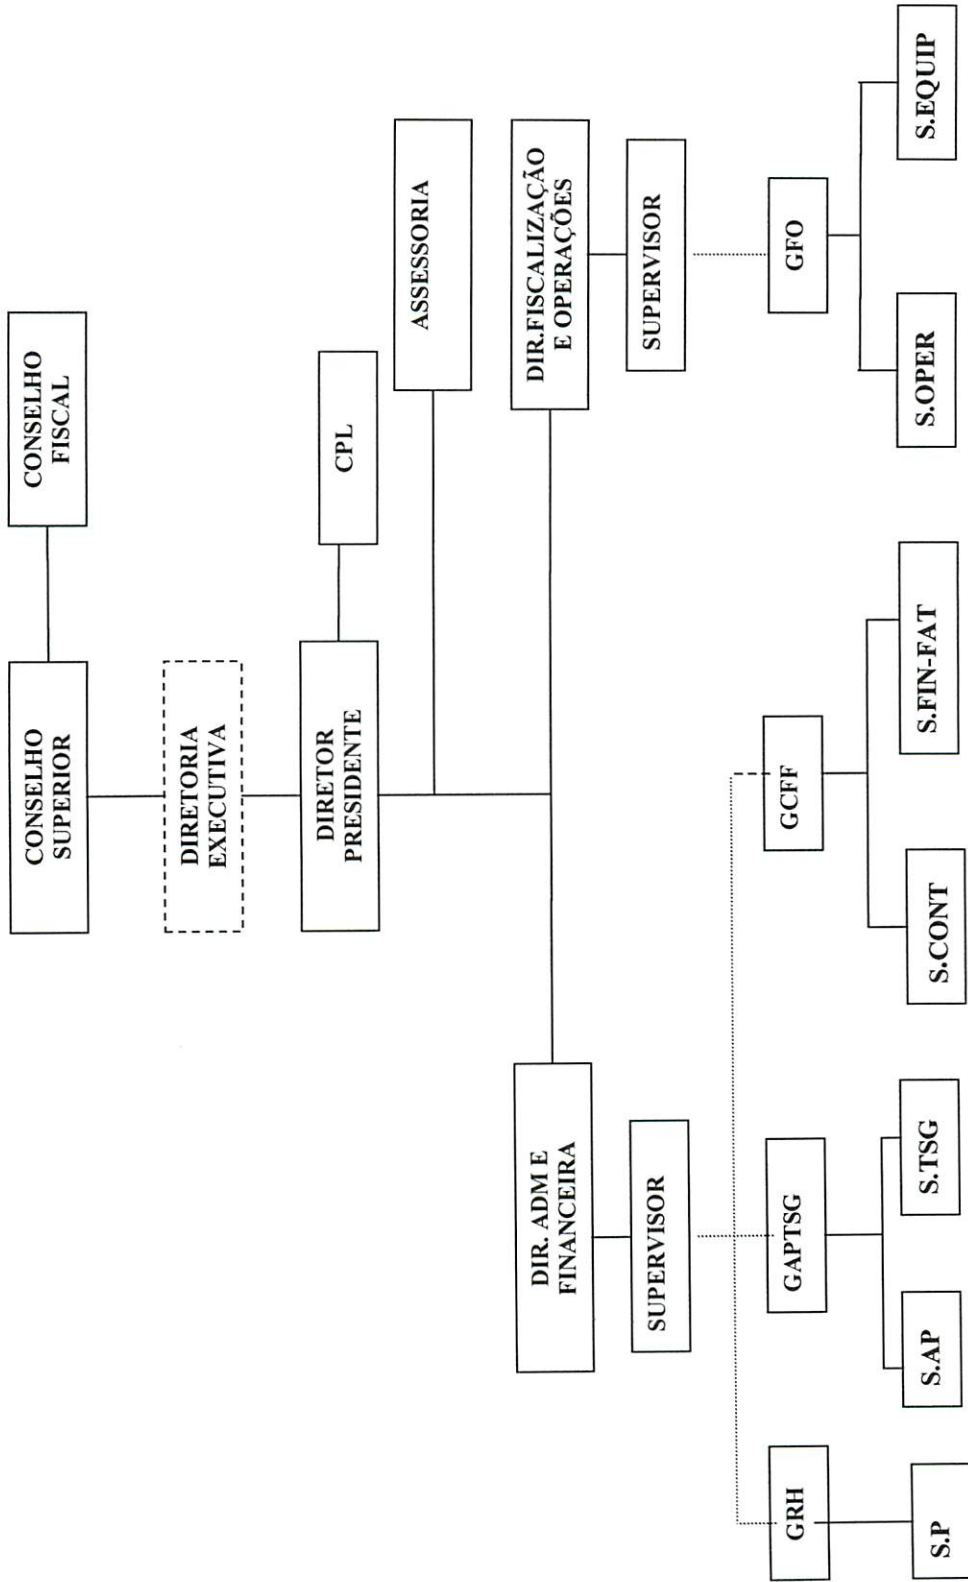 CONSELHO
SUPERIOR
CONSELHO
FISCAL
DIRETORIA
EXECUTIVA
DIRETOR
PRESIDENTE
CPL
ASSESSORIA
DIR. ADM E
FINANCEIRA
DIR.FISCALIZAÇÃO
E OPERAÇÕES
SUPERVISOR
SUPERVISOR
GRH
GAPTSG
GCFF
GFO
S.P
S.AP
S.TSG
S.CONT
S.FIN-FAT
S.OPER
S.EQUIP